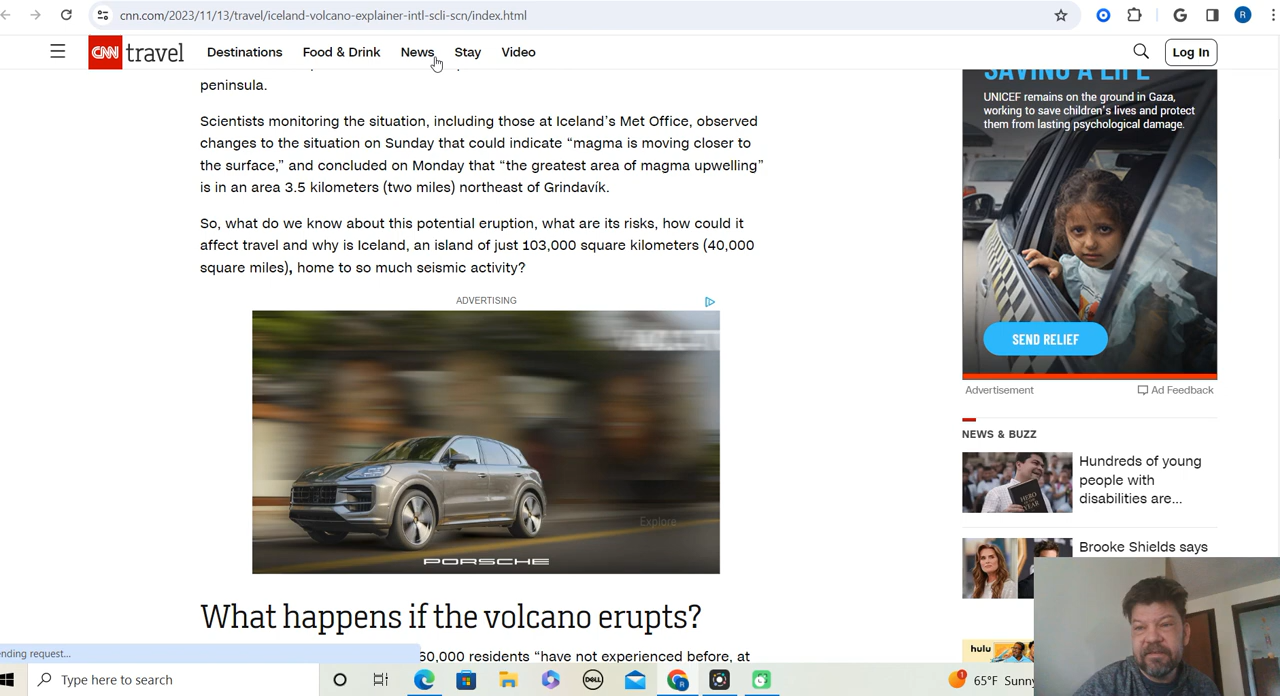 cnn.com/2023/11/13/travel/iceland-volcano-explainer-intl-scli-scn/index.html
G
R
CNN travel
Destinations
Food & Drink
News
Stay
Video
Log In
peninsula.
Scientists monitoring the situation, including those at Iceland’s Met Office, observed
changes to the situation on Sunday that could indicate “magma is moving closer to
the surface,” and concluded on Monday that “the greatest area of magma upwelling”
is in an area 3.5 kilometers (two miles) northeast of Grindavík.
So, what do we know about this potential eruption, what are its risks, how could it
affect travel and why is Iceland, an island of just 103,000 square kilometers (40,000
square miles), home to so much seismic activity?
ADVERTISING
Explore
PORSCHE
What happens if the volcano erupts?
60,000 residents “have not experienced before, at
SAVING A LIFE
UNICEF remains on the ground in Gaza,
working to save children's lives and protect
them from lasting psychological damage.
SEND RELIEF
Advertisement
Ad Feedback
NEWS & BUZZ
Hundreds of young
people with
disabilities are...
HERO OF THE YEAR
Brooke Shields says
hulu
ending request...
Type here to search
DELL
R
65°F Sunny